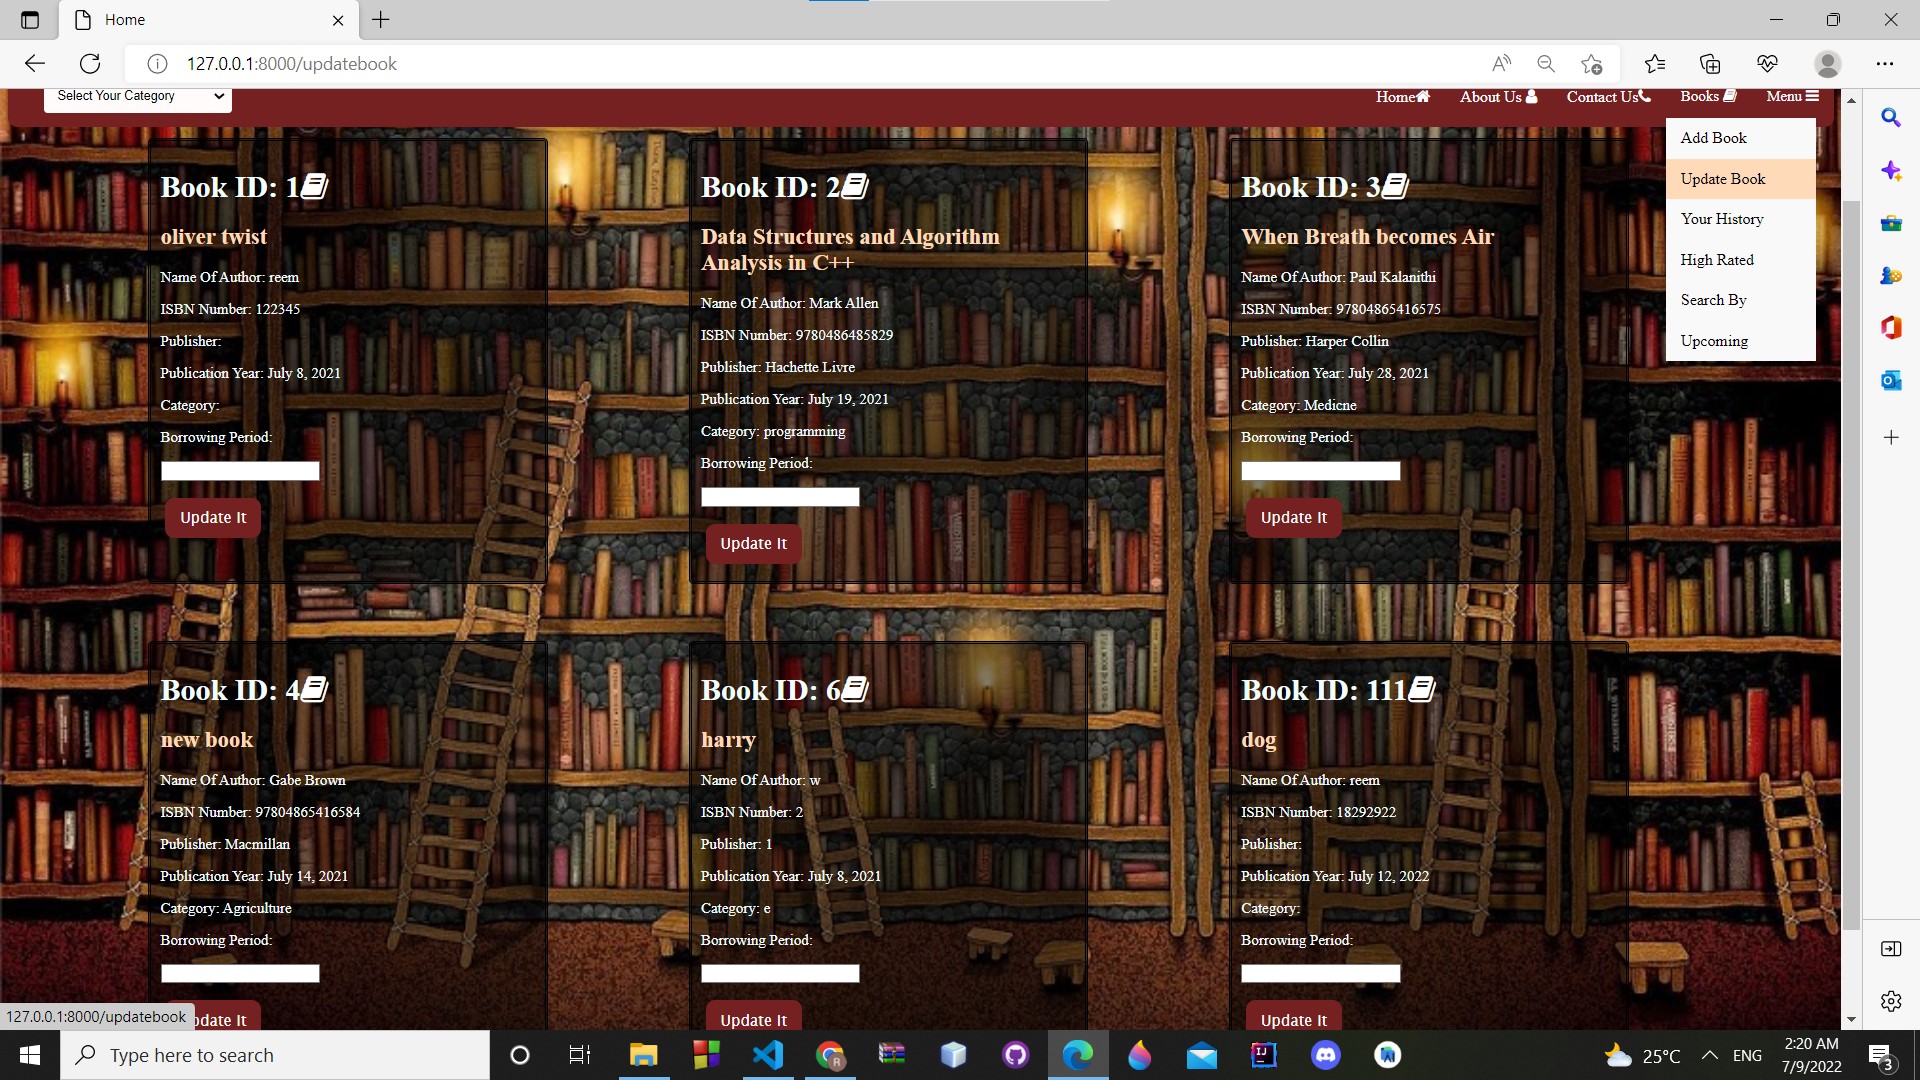 Home
127.0.0.1:8000/updatebook
Select Your Category
Home
About Us
Contact Us
Books
Menu
Add Book
Update Book
Your History
High Rated
Search By
Upcoming
Book ID: 1
oliver twist
Name Of Author: reem
ISBN Number: 122345
Publisher:
Publication Year: July 8, 2021
Category:
Borrowing Period:
Update It
Book ID: 2
Data Structures and Algorithm
Analysis in C++
Name Of Author: Mark Allen
ISBN Number: 9780486485829
Publisher: Hachette Livre
Publication Year: July 19, 2021
Category: programming
Borrowing Period:
Update It
Book ID: 3
When Breath becomes Air
Name Of Author: Paul Kalanithi
ISBN Number: 97804865416575
Publisher: Harper Collin
Publication Year: July 28, 2021
Category: Medicne
Borrowing Period:
Update It
Book ID: 4
new book
Name Of Author: Gabe Brown
ISBN Number: 97804865416584
Publisher: Macmillan
Publication Year: July 14, 2021
Category: Agriculture
Borrowing Period:
date It
Book ID: 6
harry
Name Of Author: w
ISBN Number: 2
Publisher: 1
Publication Year: July 8, 2021
Category: e
Borrowing Period:
Update It
Book ID: 111
dog
Name Of Author: reem
ISBN Number: 18292922
Publisher:
Publication Year: July 12, 2022
Category:
Borrowing Period:
Update It
127.0.0.1:8000/updatebook
Type here to search
25°C
ENG
2:20 AM
7/9/2022
3